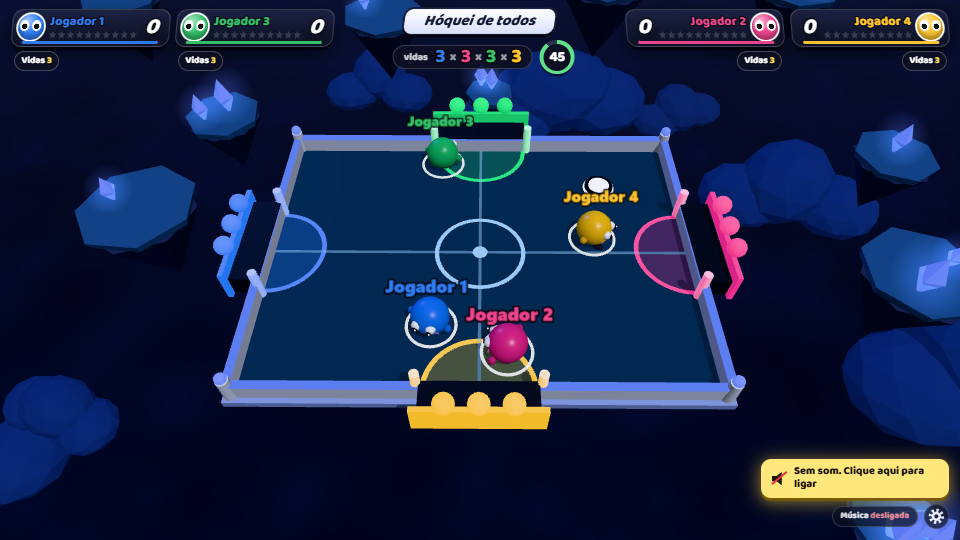 Jogador 1
0
Vidas 3
Jogador 3
0
Vidas 3
Hóquei de todos
vidas 3 x 3 x 3 x 3
45
0
Jogador 2
Vidas 3
0
Jogador 4
Vidas 3
Jogador 3
Jogador 4
Jogador 1
Jogador 2
Sem som. Clique aqui para
ligar
Música desligada